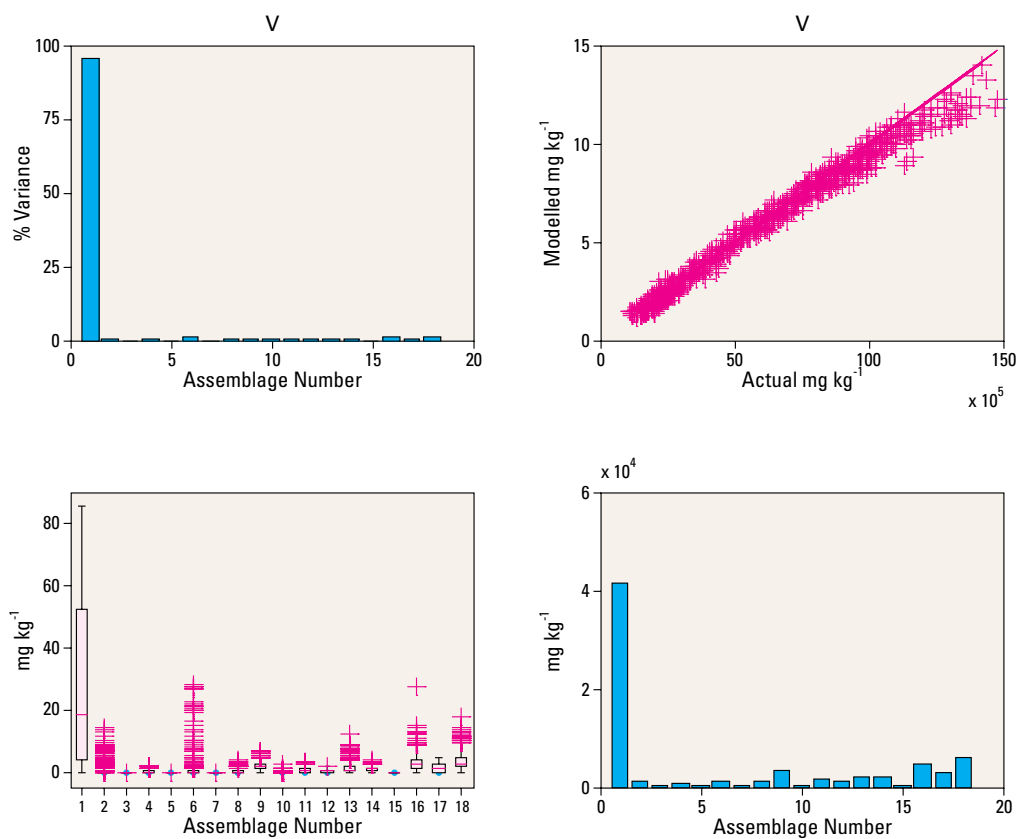 V
100
75
50
25
0
% Variance
0 5 10 15 20
Assemblage Number
V
15
10
5
0
Modelled mg kg-1
0 50 100 150
Actual mg kg-1
x 10^5
80
60
40
20
0
mg kg-1
1 2 3 4 5 6 7 8 9 10 11 12 13 14 15 16 17 18
Assemblage Number
x 10^4
6
4
2
0
mg kg-1
0 5 10 15 20
Assemblage Number